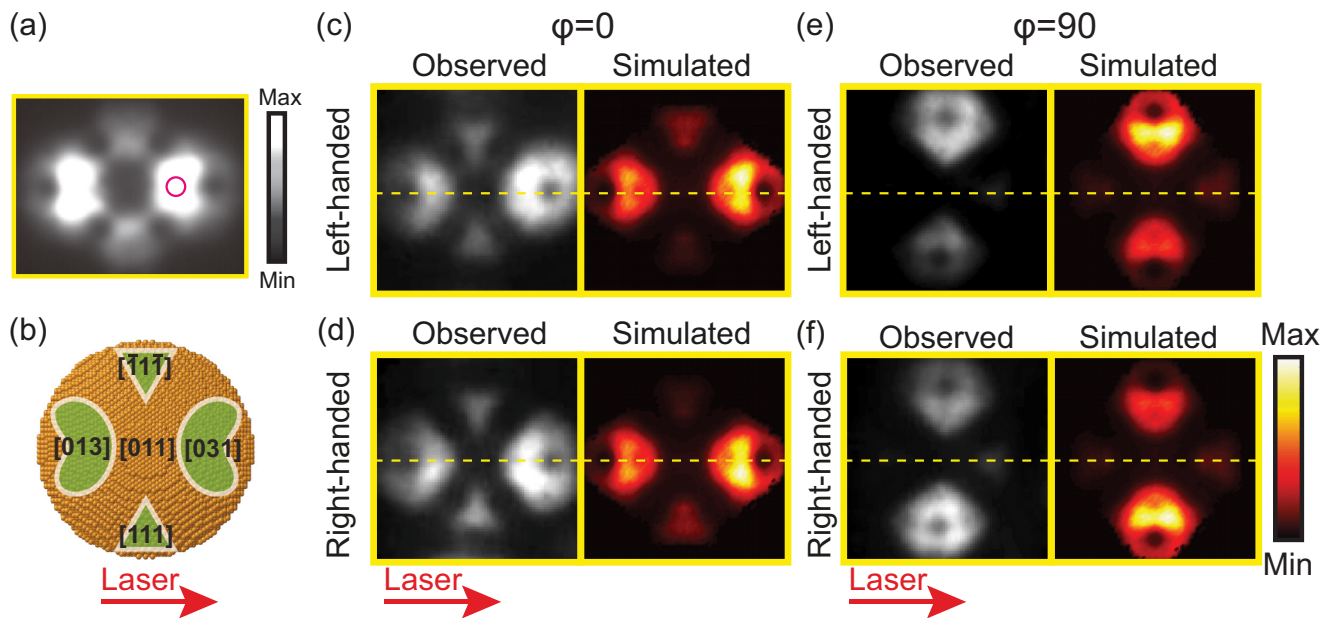 (a)
Max
Min
(b)
[1̄11̄]
[013]
[011]
[031]
[111]
Laser
φ=0
(c)
Observed
Simulated
Left-handed
(d)
Observed
Simulated
Right-handed
Laser
φ=90
(e)
Observed
Simulated
Left-handed
(f)
Observed
Simulated
Right-handed
Laser
Max
Min